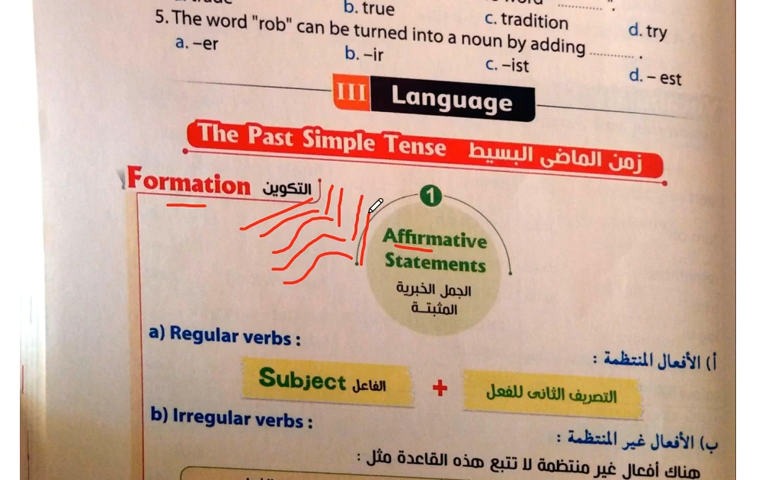 b. true
c. tradition
d. try
5. The word "rob" can be turned into a noun by adding ............ .
a. –er
b. –ir
c. –ist
d. – est
III Language
The Past Simple Tense زمن الماضى البسيط
Formation التكوين
1
Affirmative
Statements
الجمل الخبرية
المثبتــة
a) Regular verbs :
أ) الأفعال المنتظمة :
Subject الفاعل + التصريف الثانى للفعل
b) Irregular verbs :
ب) الأفعال غير المنتظمة :
هناك أفعال غير منتظمة لا تتبع هذه القاعدة مثل :